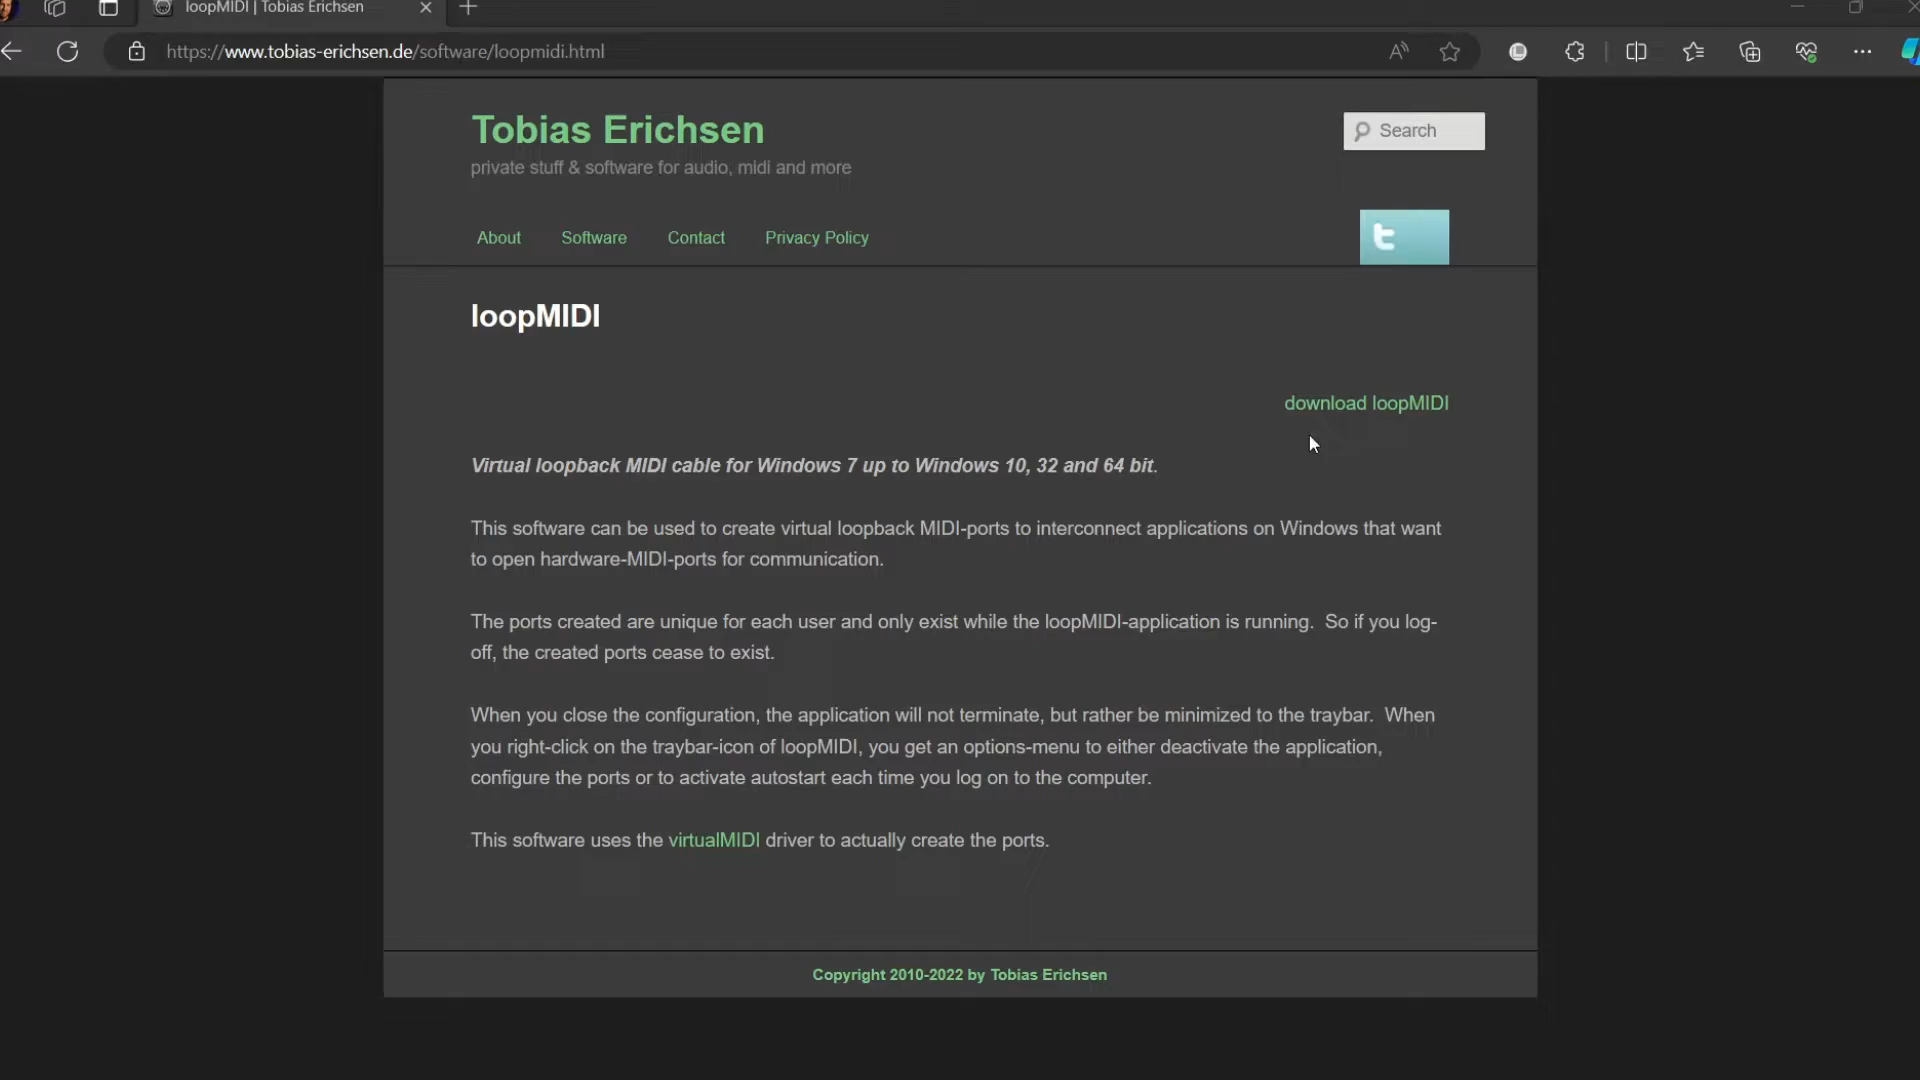 loopMIDI | Tobias Erichsen
https://www.tobias-erichsen.de/software/loopmidi.html
Tobias Erichsen
Search
private stuff & software for audio, midi and more
About Software Contact Privacy Policy
loopMIDI
download loopMIDI
Virtual loopback MIDI cable for Windows 7 up to Windows 10, 32 and 64 bit.
This software can be used to create virtual loopback MIDI-ports to interconnect applications on Windows that want
to open hardware-MIDI-ports for communication.
The ports created are unique for each user and only exist while the loopMIDI-application is running.  So if you log-
off, the created ports cease to exist.
When you close the configuration, the application will not terminate, but rather be minimized to the traybar.  When
you right-click on the traybar-icon of loopMIDI, you get an options-menu to either deactivate the application,
configure the ports or to activate autostart each time you log on to the computer.
This software uses the virtualMIDI driver to actually create the ports.
Copyright 2010-2022 by Tobias Erichsen